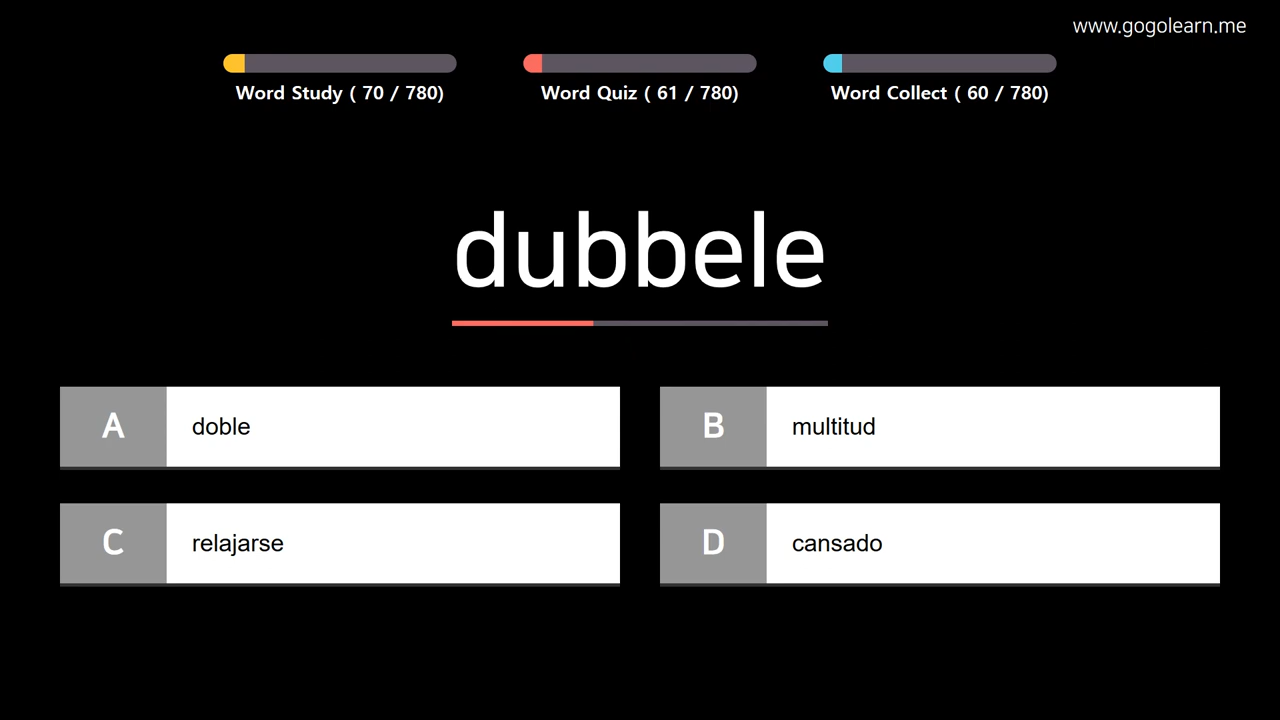 www.gogolearn.me
Word Study ( 70 / 780)
Word Quiz ( 61 / 780)
Word Collect ( 60 / 780)
dubbele
A doble
B multitud
C relajarse
D cansado